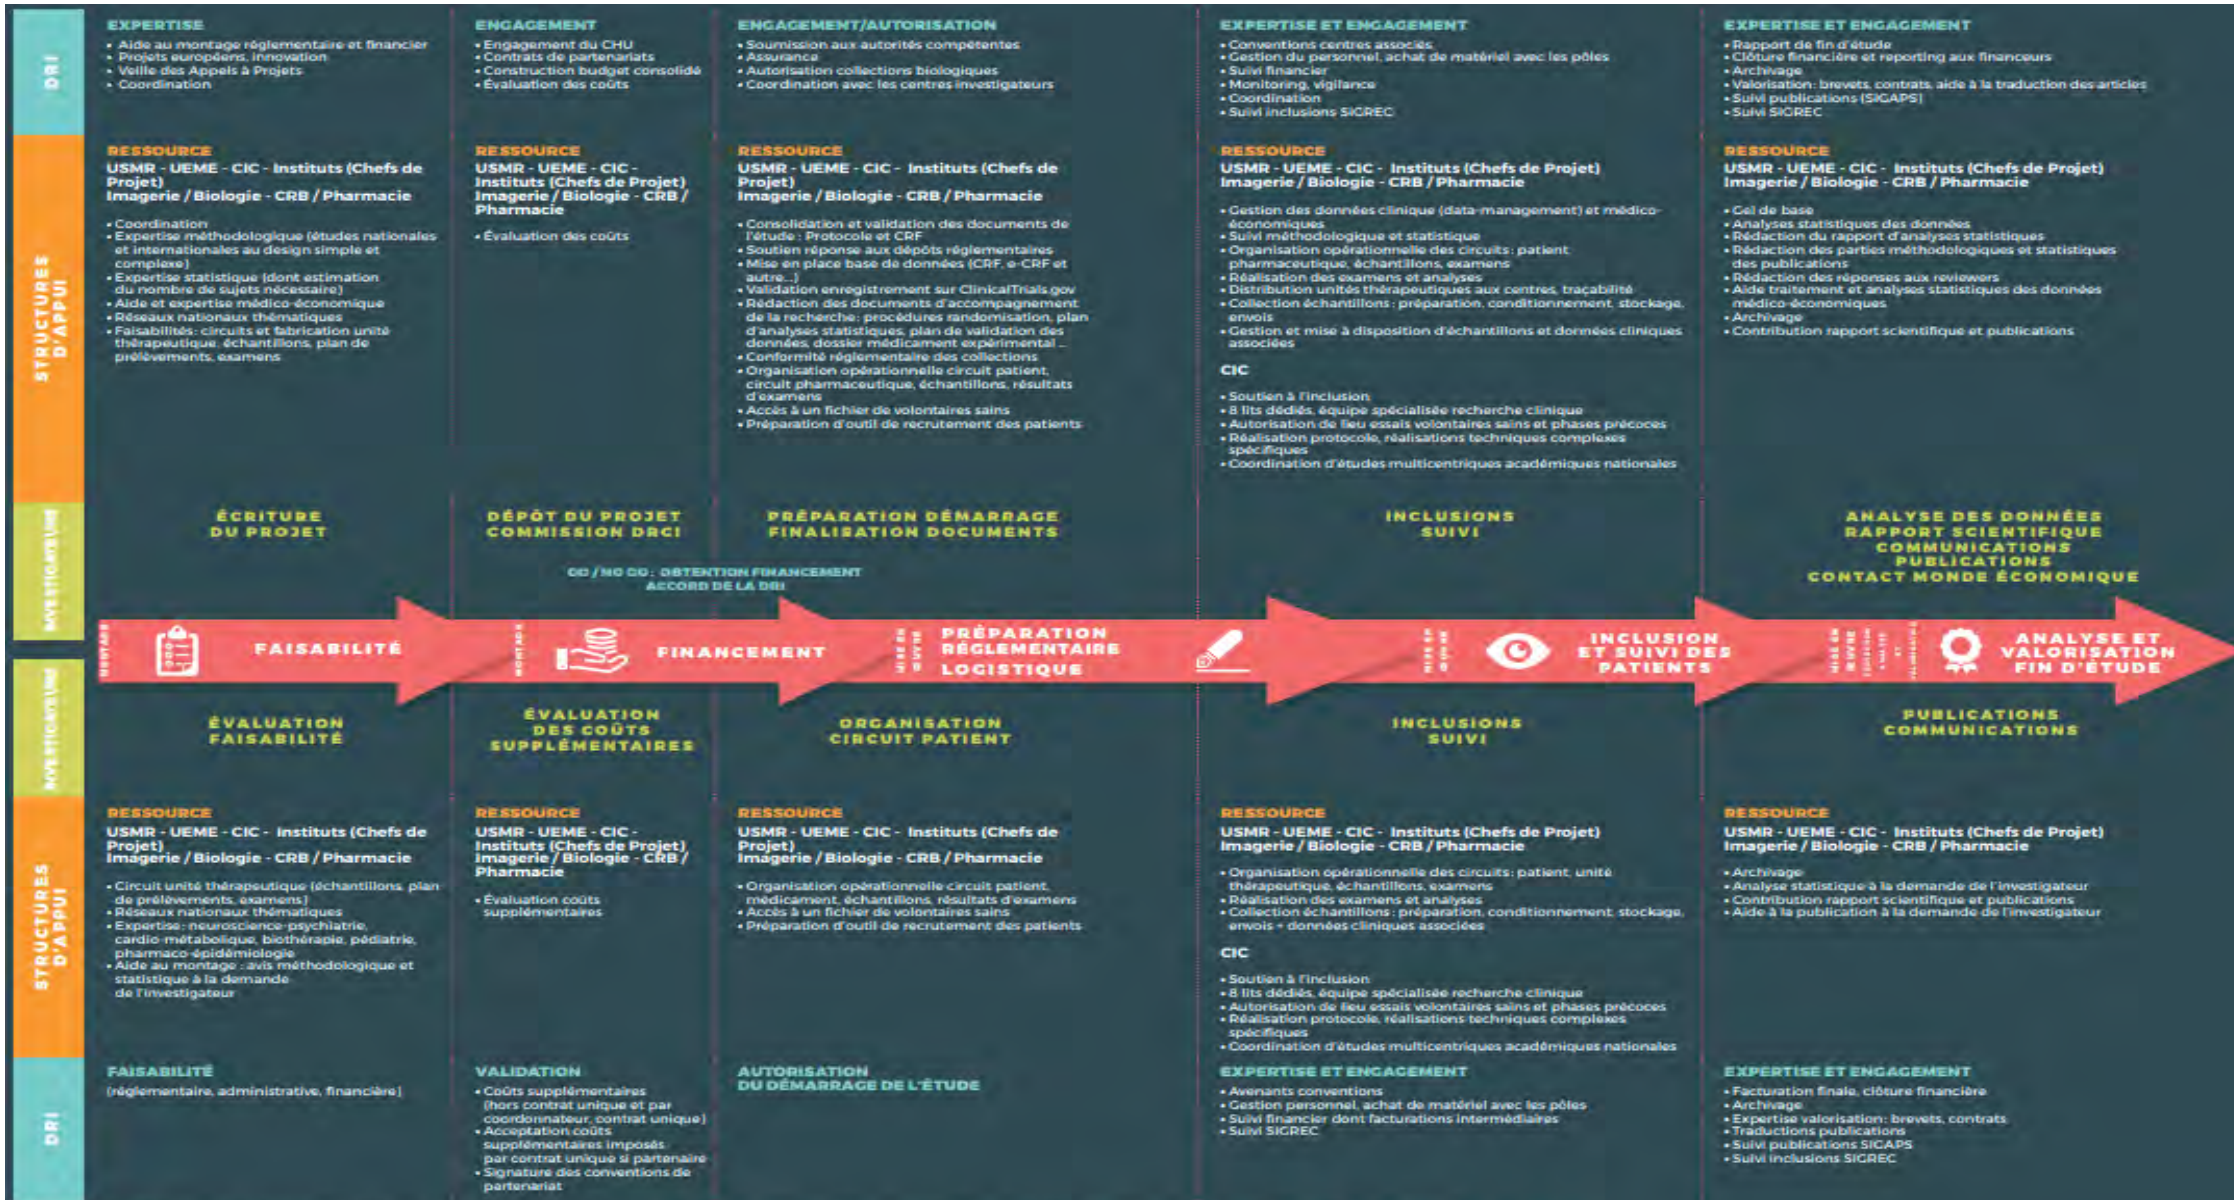 DRI
EXPERTISE
• Aide au montage réglementaire et financier
• Projets européens, innovation
• Veille des Appels à Projets
• Coordination
ENGAGEMENT
• Engagement du CHU
• Contrats de partenariats
• Construction budget consolidé
• Évaluation des coûts
ENGAGEMENT/AUTORISATION
• Soumission aux autorités compétentes
• Assurance
• Autorisation collections biologiques
• Coordination avec les centres investigateurs
EXPERTISE ET ENGAGEMENT
• Conventions centres associés
• Gestion du personnel, achat de matériel avec les pôles
• Suivi financier
• Monitoring, vigilance
• Coordination
• Suivi inclusions SIGREC
EXPERTISE ET ENGAGEMENT
• Rapport de fin d'étude
• Clôture financière et reporting aux financeurs
• Archivage
• Valorisation: brevets, contrats, aide à la traduction des articles
• Suivi publications (SIGAPS)
• Suivi SIGREC
STRUCTURES
D'APPUI
RESSOURCE
USMR - UEME - CIC - Instituts (Chefs de
Projet)
Imagerie / Biologie - CRB / Pharmacie
• Coordination
• Expertise méthodologique (études nationales
et internationales au design simple et
complexe)
• Expertise statistique (dont estimation
du nombre de sujets nécessaire)
• Aide et expertise médico-économique
• Réseaux nationaux thématiques
• Faisabilités: circuits et fabrication unité
thérapeutique, échantillons, plan de
prélèvements, examens
RESSOURCE
USMR - UEME - CIC -
Instituts (Chefs de Projet)
Imagerie / Biologie - CRB /
Pharmacie
• Évaluation des coûts
RESSOURCE
USMR - UEME - CIC - Instituts (Chefs de
Projet)
Imagerie / Biologie - CRB / Pharmacie
• Consolidation et validation des documents de
l'étude : Protocole et CRF
• Soutien réponse aux dépôts réglementaires
• Mise en place base de données (CRF, e-CRF et
autre...)
• Validation enregistrement sur ClinicalTrials.gov
• Rédaction des documents d'accompagnement
de la recherche: procédures randomisation, plan
d'analyses statistiques, plan de validation des
données, dossier médicament expérimental ...
• Conformité réglementaire des collections
• Organisation opérationnelle circuit patient,
circuit pharmaceutique, échantillons, résultats
d'examens
• Accès à un fichier de volontaires sains
• Préparation d'outil de recrutement des patients
RESSOURCE
USMR - UEME - CIC - Instituts (Chefs de Projet)
Imagerie / Biologie - CRB / Pharmacie
• Gestion des données clinique (data-management) et médico-
économiques
• Suivi méthodologique et statistique
• Organisation opérationnelle des circuits: patient
pharmaceutique, échantillons, examens
• Réalisation des examens et analyses
• Distribution unités thérapeutiques aux centres, traçabilité
• Collection échantillons : préparation, conditionnement, stockage,
envois
• Gestion et mise à disposition d'échantillons et données cliniques
associées
CIC
• Soutien à l'inclusion
• 8 lits dédiés, équipe spécialisée recherche clinique
• Autorisation de lieu essais volontaires sains et phases précoces
• Réalisation protocole, réalisations techniques complexes
spécifiques
• Coordination d'études multicentriques académiques nationales
RESSOURCE
USMR - UEME - CIC - Instituts (Chefs de Projet)
Imagerie / Biologie - CRB / Pharmacie
• Gel de base
• Analyses statistiques des données
• Rédaction du rapport d'analyses statistiques
• Rédaction des parties méthodologiques et statistiques
des publications
• Rédaction des réponses aux reviewers
• Aide traitement et analyses statistiques des données
médico-économiques
• Archivage
• Contribution rapport scientifique et publications
INVESTIGATEURS
ÉCRITURE
DU PROJET
DÉPÔT DU PROJET
COMMISSION DRCI
PRÉPARATION DÉMARRAGE
FINALISATION DOCUMENTS
INCLUSIONS
SUIVI
ANALYSE DES DONNÉES
RAPPORT SCIENTIFIQUE
COMMUNICATIONS
PUBLICATIONS
CONTACT MONDE ÉCONOMIQUE
GO / NO GO : OBTENTION FINANCEMENT
ACCORD DE LA DRI
MONTAGE
FAISABILITÉ
MONTAGE
FINANCEMENT
MISE EN
ŒUVRE
PRÉPARATION
RÉGLEMENTAIRE
LOGISTIQUE
MISE EN
ŒUVRE
INCLUSION
ET SUIVI DES
PATIENTS
MISE EN
ŒUVRE
ANALYSE ET
VALORISATION
FIN D'ÉTUDE
INVESTIGATEURS
ÉVALUATION
FAISABILITÉ
ÉVALUATION
DES COÛTS
SUPPLÉMENTAIRES
ORGANISATION
CIRCUIT PATIENT
INCLUSIONS
SUIVI
PUBLICATIONS
COMMUNICATIONS
STRUCTURES
D'APPUI
RESSOURCE
USMR - UEME - CIC - Instituts (Chefs de
Projet)
Imagerie / Biologie - CRB / Pharmacie
• Circuit unité thérapeutique (échantillons, plan
de prélèvements, examens)
• Réseaux nationaux thématiques
• Expertise: neuroscience-psychiatrie,
cardio-métabolique, biothérapie, pédiatrie,
pharmaco-épidémiologie
• Aide au montage : avis méthodologique et
statistique à la demande
de l'investigateur
RESSOURCE
USMR - UEME - CIC -
Instituts (Chefs de Projet)
Imagerie / Biologie - CRB /
Pharmacie
• Évaluation coûts
supplémentaires
RESSOURCE
USMR - UEME - CIC - Instituts (Chefs de
Projet)
Imagerie / Biologie - CRB / Pharmacie
• Organisation opérationnelle circuit patient,
médicament, échantillons, résultats d'examens
• Accès à un fichier de volontaires sains
• Préparation d'outil de recrutement des patients
RESSOURCE
USMR - UEME - CIC - Instituts (Chefs de Projet)
Imagerie / Biologie - CRB / Pharmacie
• Organisation opérationnelle des circuits: patient, unité
thérapeutique, échantillons, examens
• Réalisation des examens et analyses
• Collection échantillons : préparation, conditionnement, stockage,
envois + données cliniques associées
CIC
• Soutien à l'inclusion
• 8 lits dédiés, équipe spécialisée recherche clinique
• Autorisation de lieu essais volontaires sains et phases précoces
• Réalisation protocole, réalisations techniques complexes
spécifiques
• Coordination d'études multicentriques académiques nationales
RESSOURCE
USMR - UEME - CIC - Instituts (Chefs de Projet)
Imagerie / Biologie - CRB / Pharmacie
• Archivage
• Analyse statistique à la demande de l'investigateur
• Contribution rapport scientifique et publications
• Aide à la publication à la demande de l'investigateur
DRI
FAISABILITÉ
(réglementaire, administrative, financière)
VALIDATION
• Coûts supplémentaires
(hors contrat unique et par
coordonnateur, contrat unique)
• Acceptation coûts
supplémentaires imposés
par contrat unique si partenaire
• Signature des conventions de
partenariat
AUTORISATION
DU DÉMARRAGE DE L'ÉTUDE
EXPERTISE ET ENGAGEMENT
• Avenants conventions
• Gestion personnel, achat de matériel avec les pôles
• Suivi financier dont facturations intermédiaires
• Suivi SIGREC
EXPERTISE ET ENGAGEMENT
• Facturation finale, clôture financière
• Archivage
• Expertise valorisation: brevets, contrats
• Traductions publications
• Suivi publications SIGAPS
• Suivi inclusions SIGREC